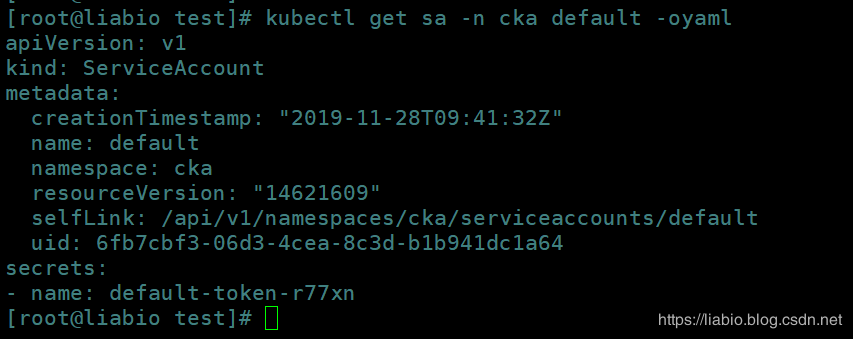 [root@liabio test]# kubectl get sa -n cka default -oyaml
apiVersion: v1
kind: ServiceAccount
metadata:
  creationTimestamp: "2019-11-28T09:41:32Z"
  name: default
  namespace: cka
  resourceVersion: "14621609"
  selfLink: /api/v1/namespaces/cka/serviceaccounts/default
  uid: 6fb7cbf3-06d3-4cea-8c3d-b1b941dc1a64
secrets:
- name: default-token-r77xn
[root@liabio test]#
https://liabio.blog.csdn.net